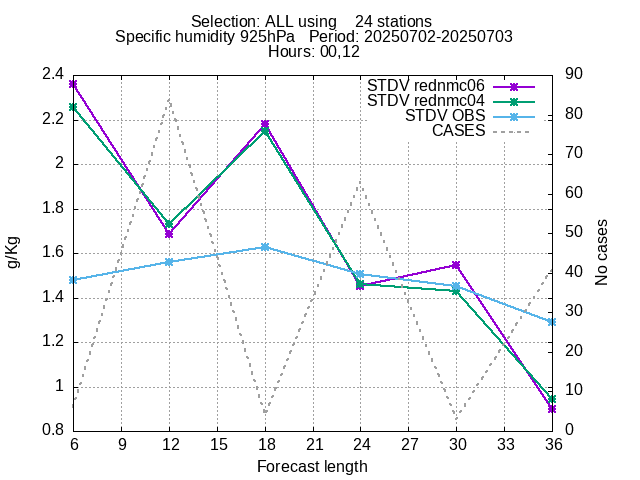 Selection: ALL using    24 stations
Specific humidity 925hPa   Period: 20250702-20250703
Hours: 00,12
STDV rednmc06
STDV rednmc04
STDV OBS
CASES
2.4
2.2
2
1.8
1.6
1.4
1.2
1
0.8
g/Kg
90
80
70
60
50
40
30
20
10
0
No cases
6 9 12 15 18 21 24 27 30 33 36
Forecast length